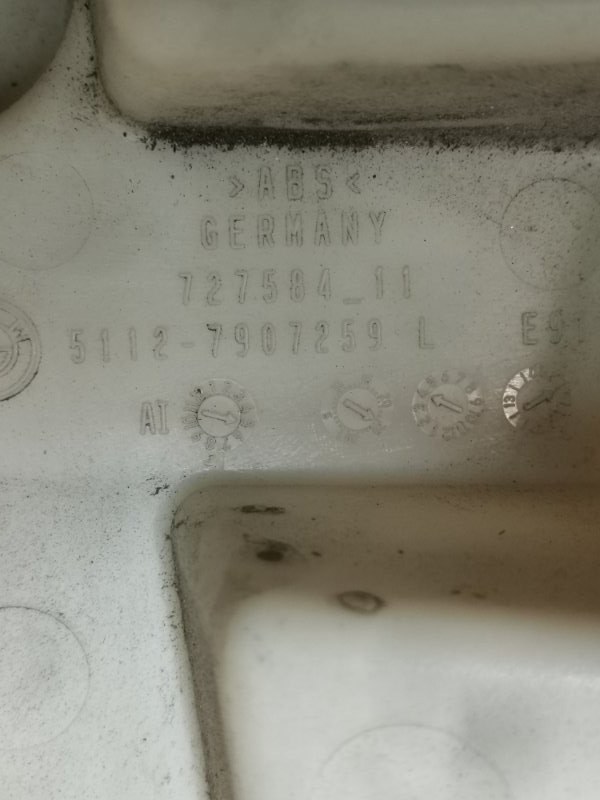 >ABS<
GERMANY
727584_11
5112-7907259 L
AI